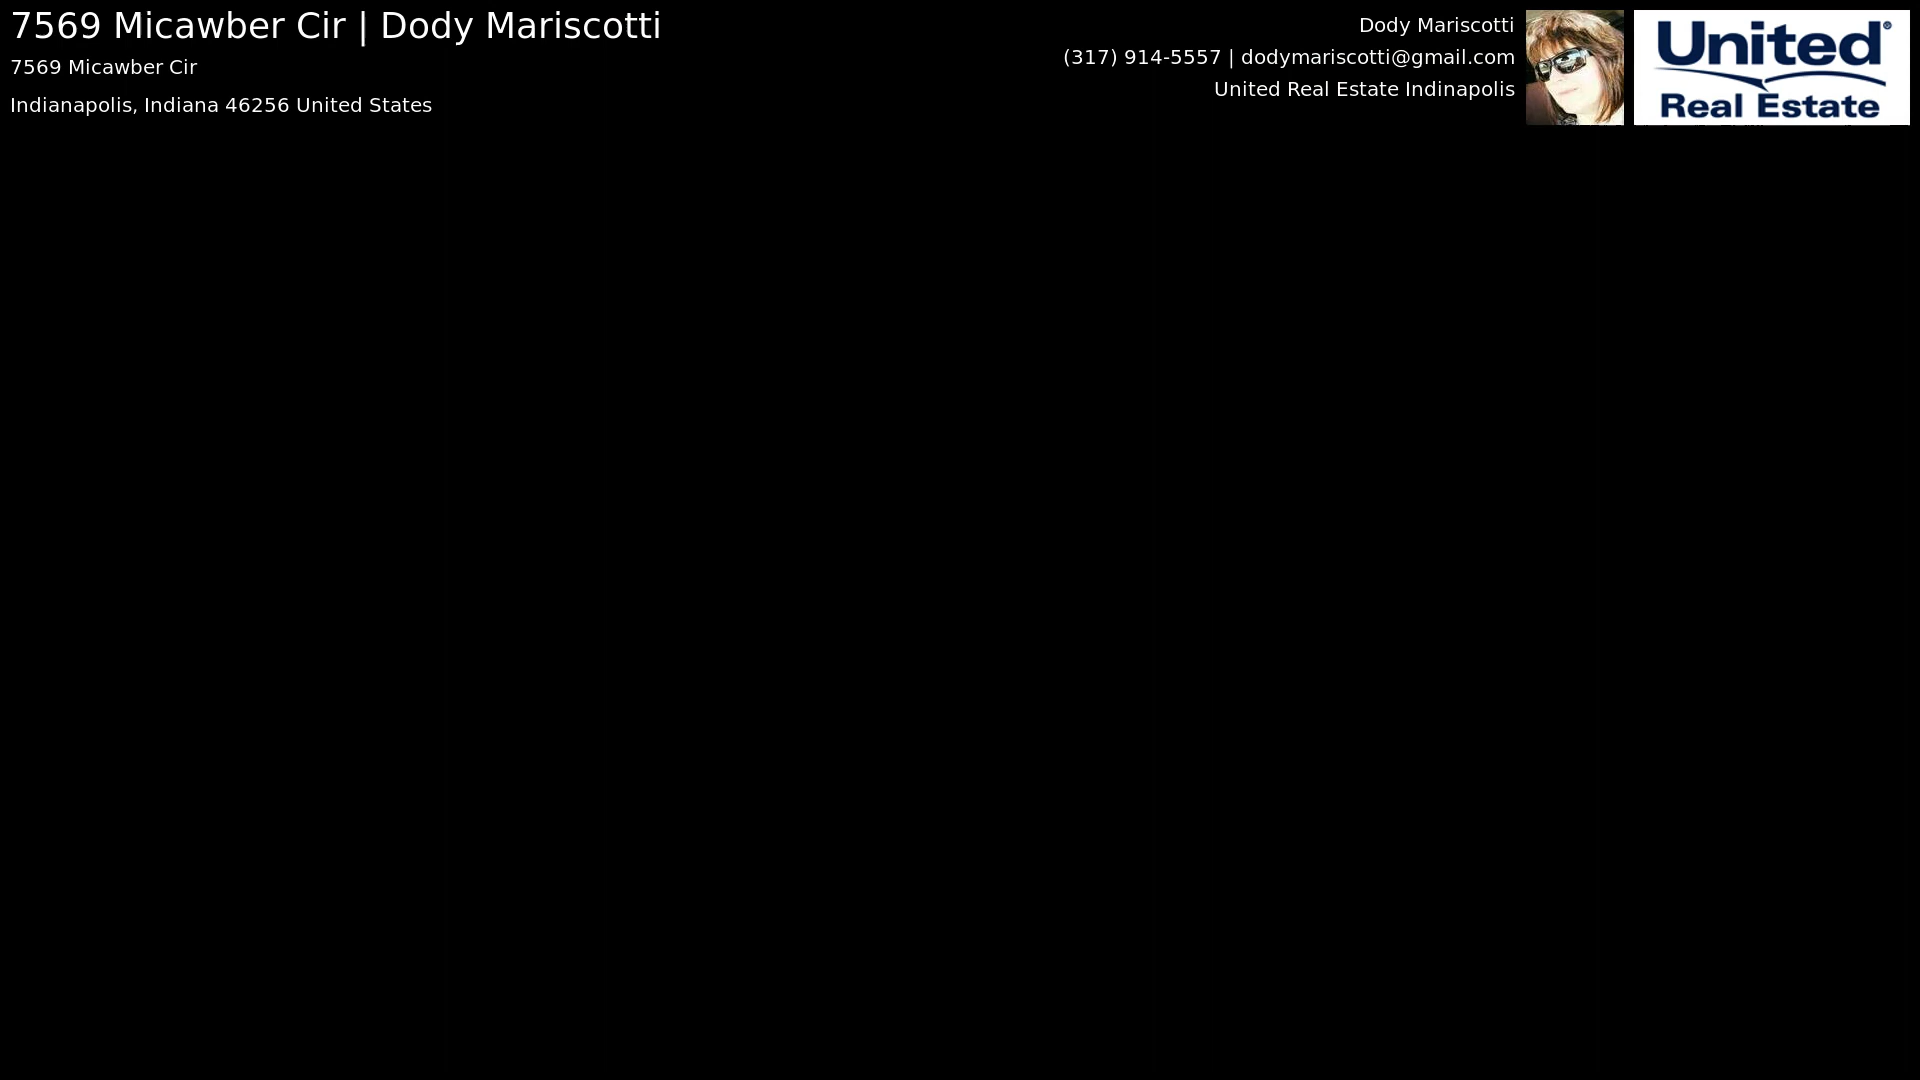 7569 Micawber Cir | Dody Mariscotti
7569 Micawber Cir
Indianapolis, Indiana 46256 United States
Dody Mariscotti
(317) 914-5557 | dodymariscotti@gmail.com
United Real Estate Indinapolis
United®
Real Estate